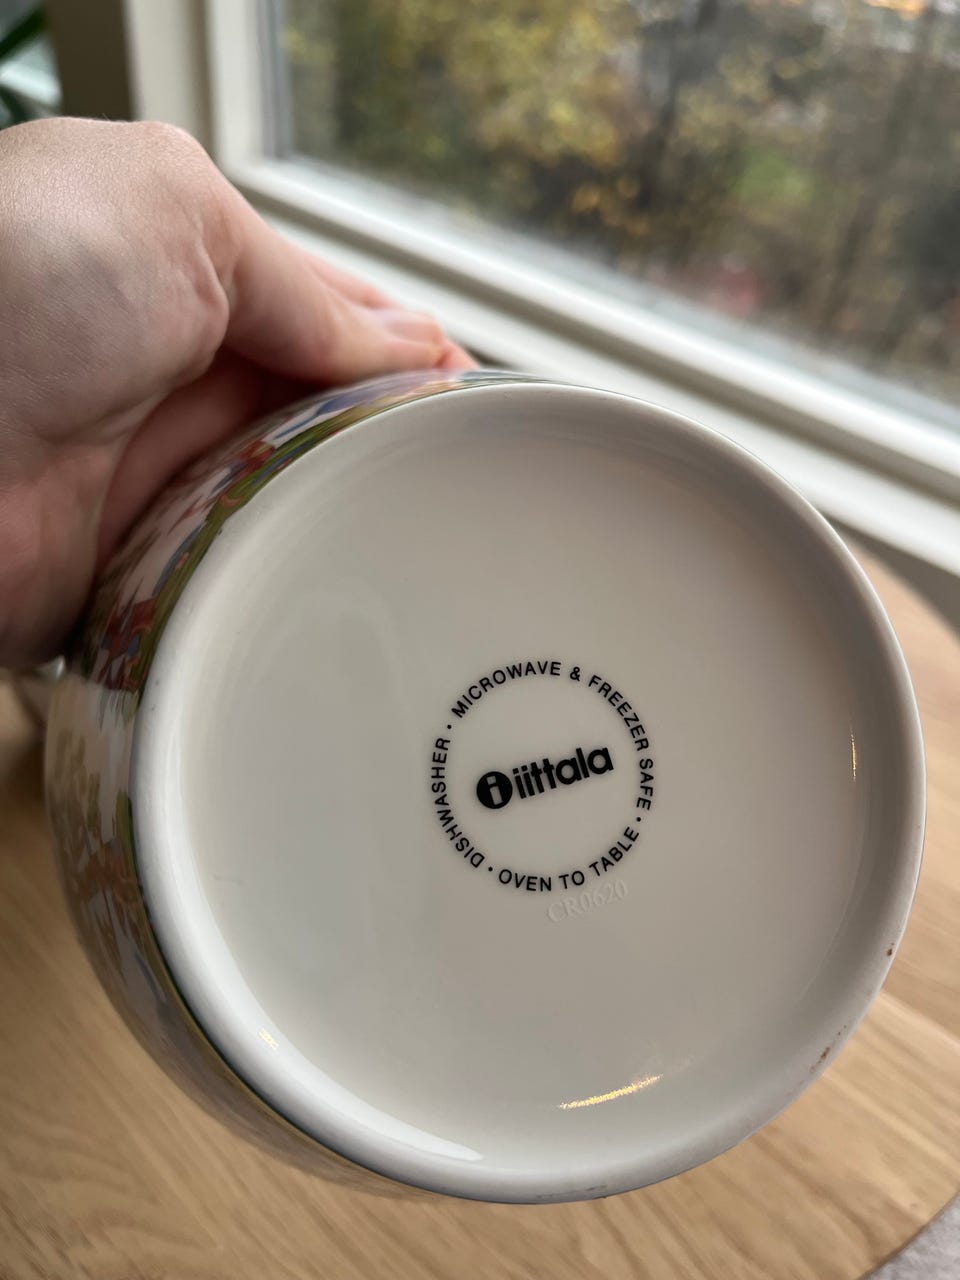 DISHWASHER · MICROWAVE & FREEZER SAFE · OVEN TO TABLE ·
i iittala
CR0620